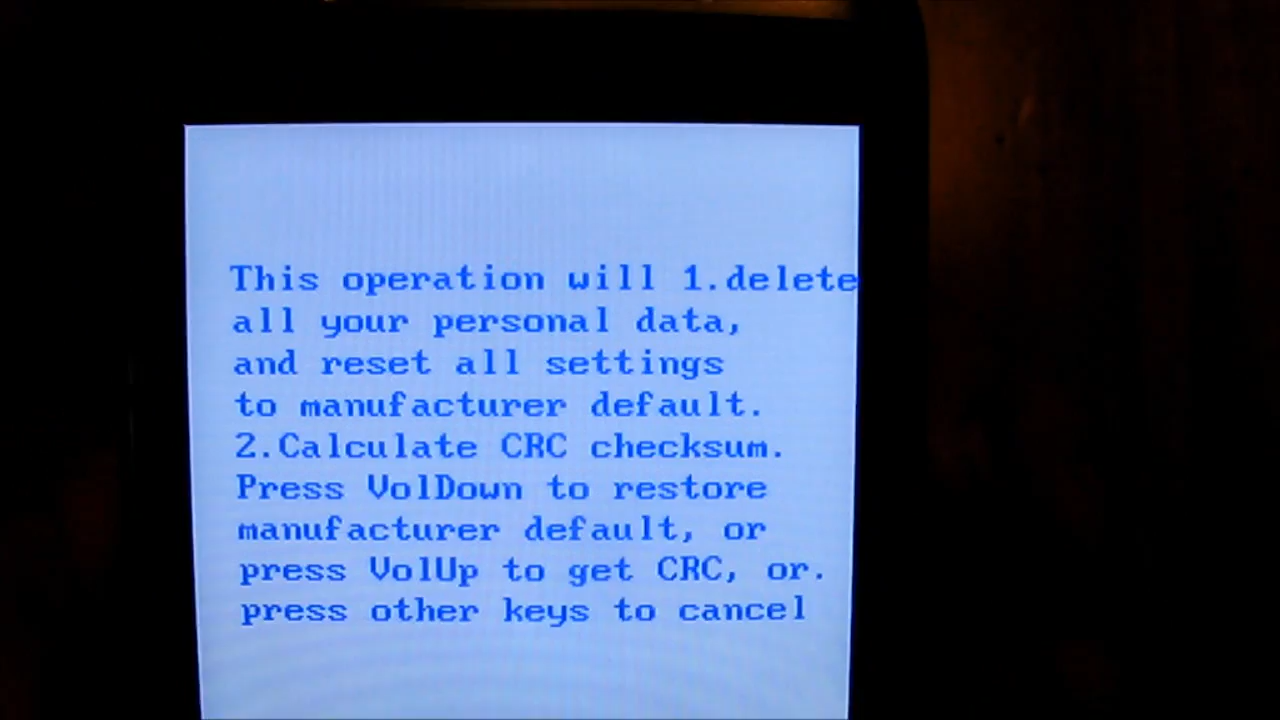 This operation will 1.delete
all your personal data,
and reset all settings
to manufacturer default.
2.Calculate CRC checksum.
Press VolDown to restore
manufacturer default, or
press VolUp to get CRC, or.
press other keys to cancel